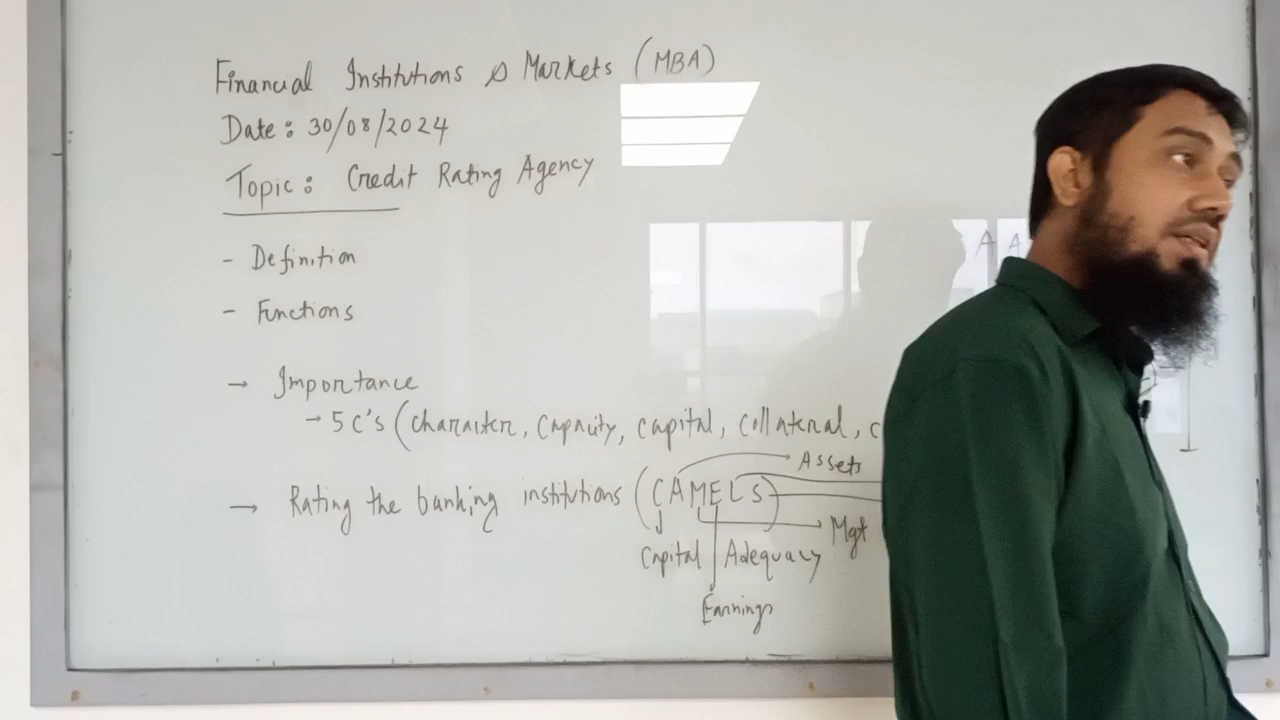 Financial Institutions & Markets (MBA)
Date: 30/08/2024
Topic: Credit Rating Agency
- Definition
- Functions
→ Importance
→ 5 C's (character, capacity, capital, collateral, c
Assets
→ Rating the banking institutions (CAMELS)
Mgt
Capital Adequacy
Earnings
A A